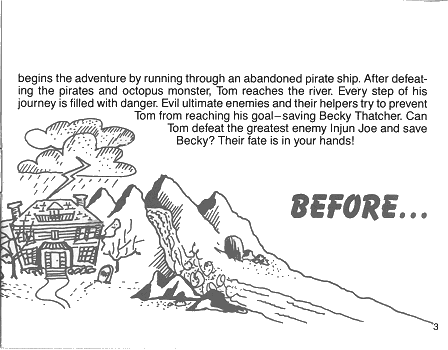 begins the adventure by running through an abandoned pirate ship. After defeat-
ing the pirates and octopus monster, Tom reaches the river. Every step of his
journey is filled with danger. Evil ultimate enemies and their helpers try to prevent
Tom from reaching his goal–saving Becky Thatcher. Can
Tom defeat the greatest enemy Injun Joe and save
Becky? Their fate is in your hands!
BEFORE...
3